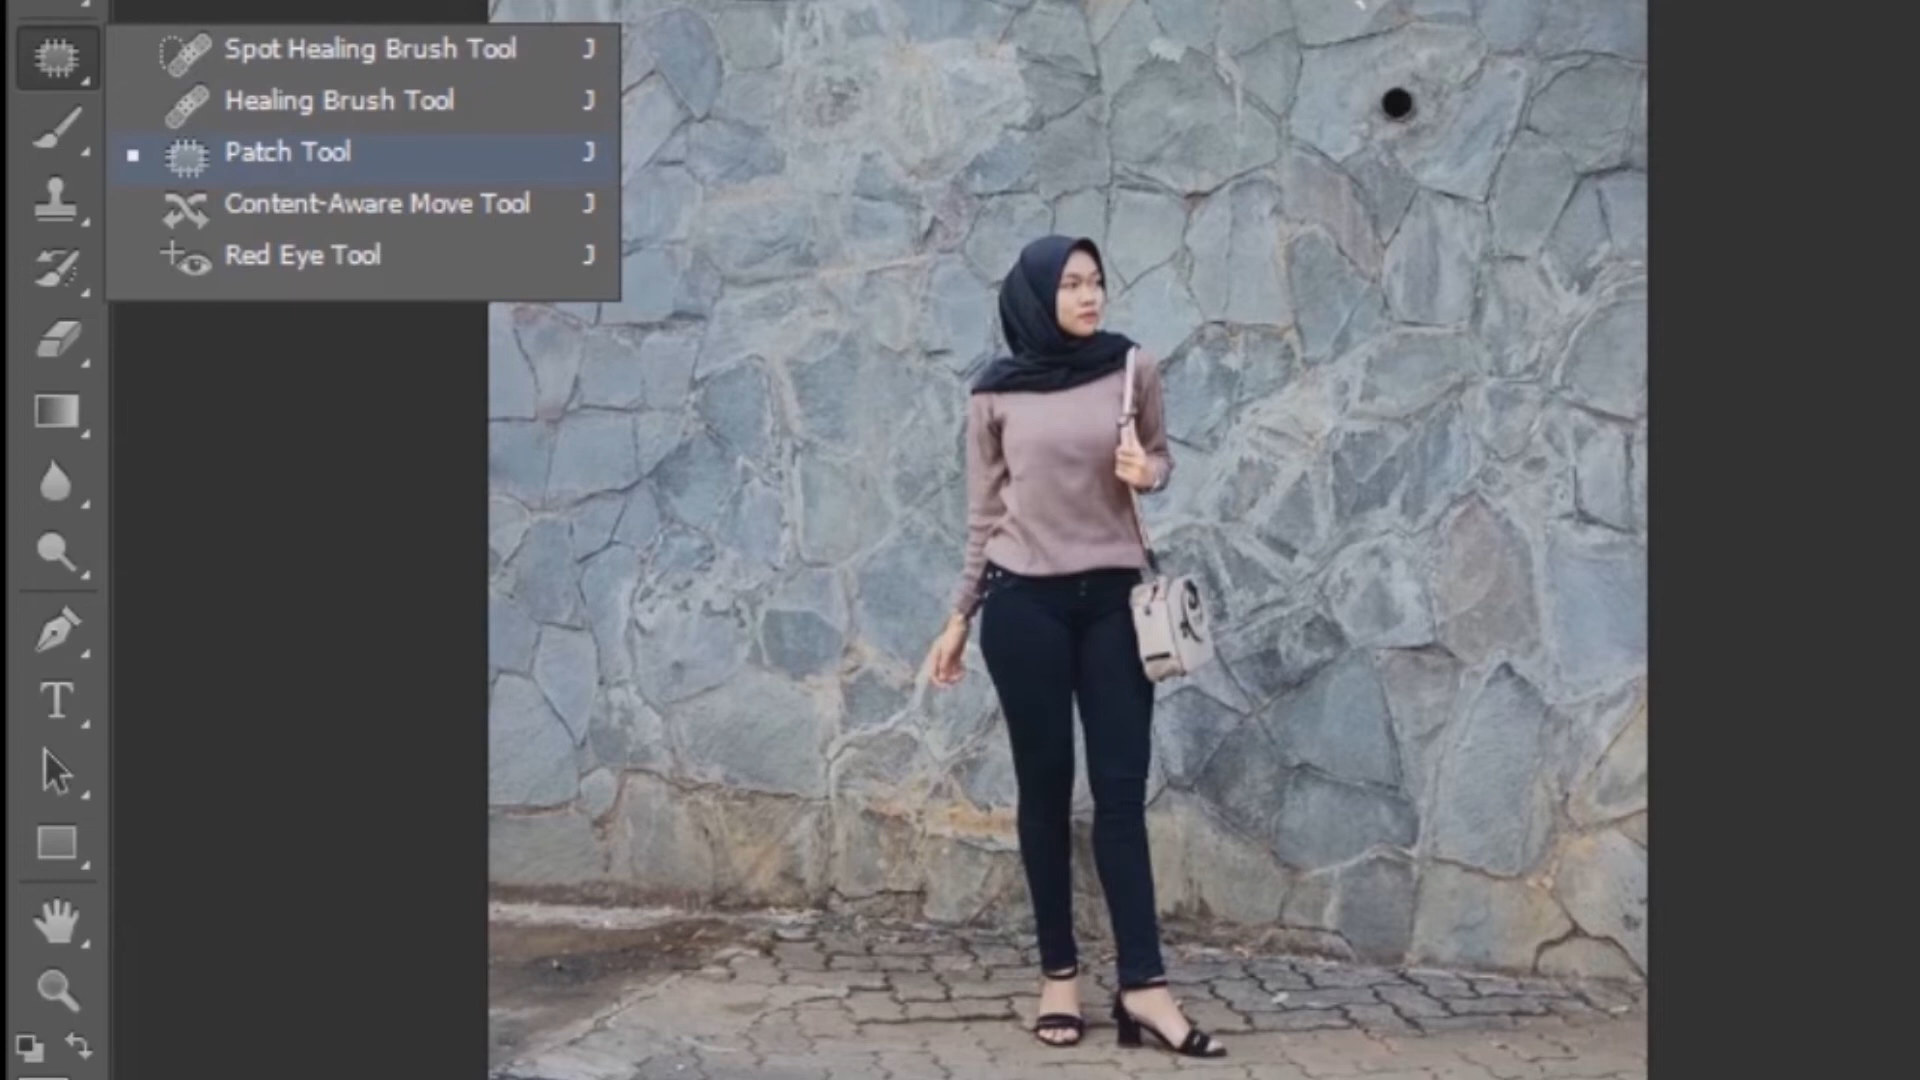 Spot Healing Brush Tool J
Healing Brush Tool J
Patch Tool J
Content-Aware Move Tool J
Red Eye Tool J
T